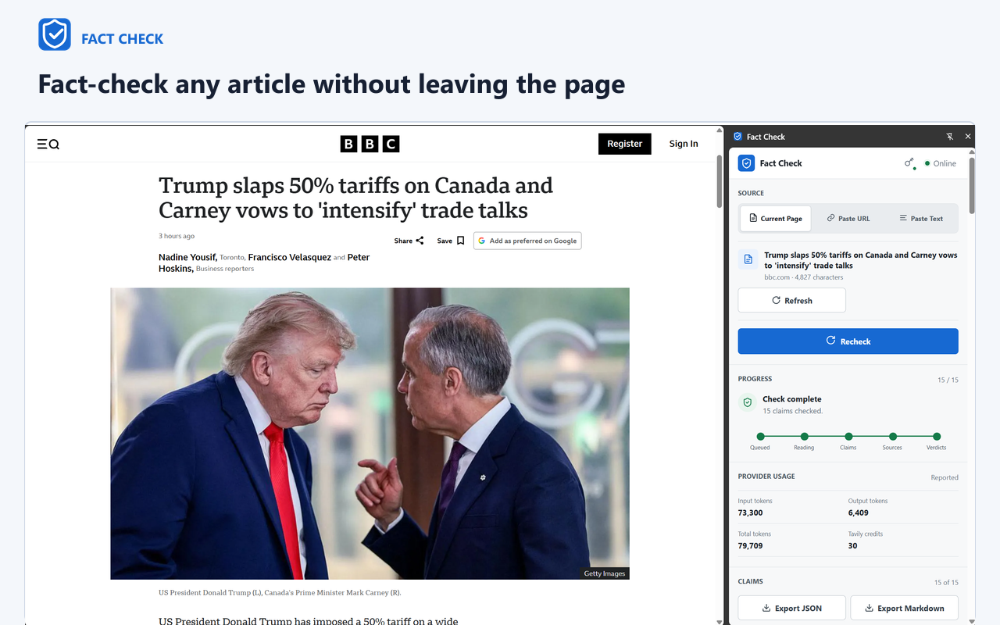 FACT CHECK
Fact-check any article without leaving the page
BBC
Register
Sign In
Trump slaps 50% tariffs on Canada and
Carney vows to 'intensify' trade talks
3 hours ago
Share
Save
Add as preferred on Google
Nadine Yousif, Toronto, Francisco Velasquez and Peter
Hoskins, Business reporters
Getty Images
US President Donald Trump (L), Canada's Prime Minister Mark Carney (R).
US President Donald Trump has imposed a 50% tariff on a wide
Fact Check
Fact Check
Online
SOURCE
Current Page
Paste URL
Paste Text
Trump slaps 50% tariffs on Canada and Carney vows
to 'intensify' trade talks
bbc.com · 4,827 characters
Refresh
Recheck
PROGRESS
15 / 15
Check complete
15 claims checked.
Queued
Reading
Claims
Sources
Verdicts
PROVIDER USAGE
Reported
Input tokens
Output tokens
73,300
6,409
Total tokens
Tavily credits
79,709
30
CLAIMS
15 of 15
Export JSON
Export Markdown